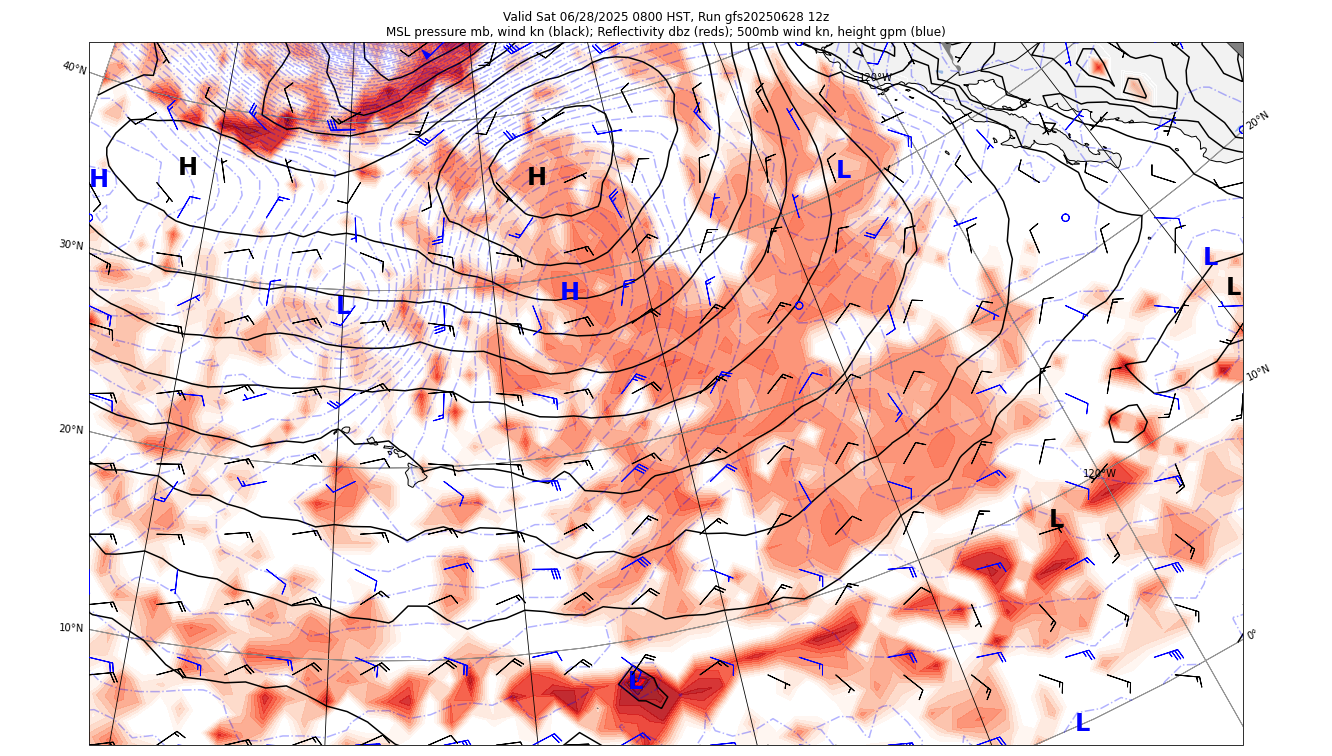 Valid Sat 06/28/2025 0800 HST, Run gfs20250628 12z
MSL pressure mb, wind kn (black); Reflectivity dbz (reds); 500mb wind kn, height gpm (blue)
40°N
120°W
20°N
H
H
H
L
30°N
L
L
H
L
10°N
20°N
120°W
L
10°N
0°
L
L